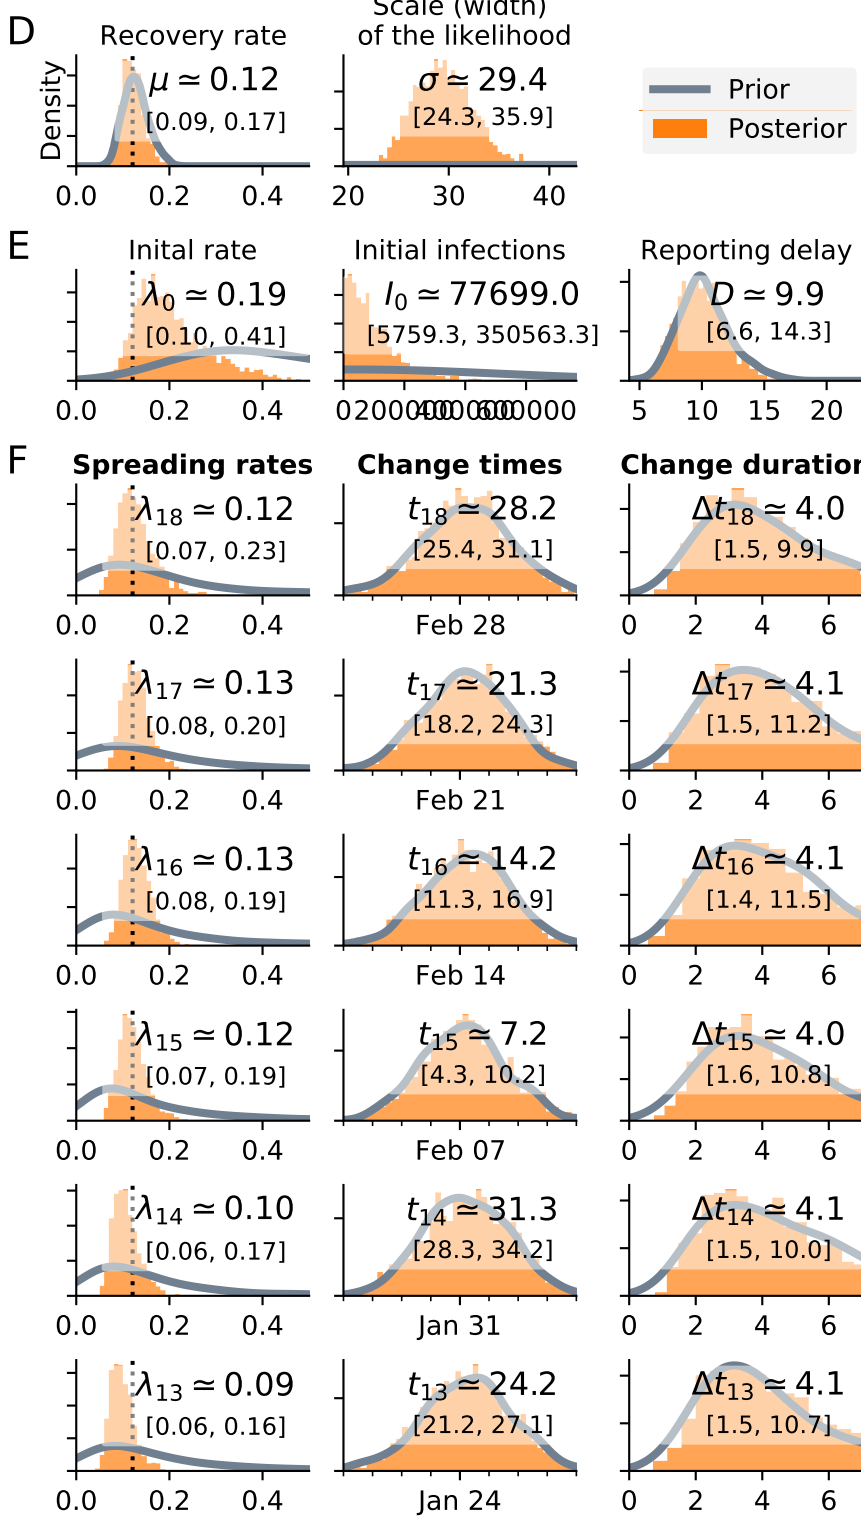 D
Recovery rate
Scale (width)
of the likelihood
Density
μ ≃ 0.12
[0.09, 0.17]
0.0 0.2 0.4
σ ≃ 29.4
[24.3, 35.9]
20 30 40
Prior
Posterior
E
Inital rate
λ0 ≃ 0.19
[0.10, 0.41]
0.0 0.2 0.4
Initial infections
I0 ≃ 77699.0
[5759.3, 350563.3]
0 200000 400000 600000
Reporting delay
D ≃ 9.9
[6.6, 14.3]
5 10 15 20
F
Spreading rates Change times Change duration
λ18 ≃ 0.12
[0.07, 0.23]
0.0 0.2 0.4
t18 ≃ 28.2
[25.4, 31.1]
Feb 28
Δt18 ≃ 4.0
[1.5, 9.9]
0 2 4 6
λ17 ≃ 0.13
[0.08, 0.20]
0.0 0.2 0.4
t17 ≃ 21.3
[18.2, 24.3]
Feb 21
Δt17 ≃ 4.1
[1.5, 11.2]
0 2 4 6
λ16 ≃ 0.13
[0.08, 0.19]
0.0 0.2 0.4
t16 ≃ 14.2
[11.3, 16.9]
Feb 14
Δt16 ≃ 4.1
[1.4, 11.5]
0 2 4 6
λ15 ≃ 0.12
[0.07, 0.19]
0.0 0.2 0.4
t15 ≃ 7.2
[4.3, 10.2]
Feb 07
Δt15 ≃ 4.0
[1.6, 10.8]
0 2 4 6
λ14 ≃ 0.10
[0.06, 0.17]
0.0 0.2 0.4
t14 ≃ 31.3
[28.3, 34.2]
Jan 31
Δt14 ≃ 4.1
[1.5, 10.0]
0 2 4 6
λ13 ≃ 0.09
[0.06, 0.16]
0.0 0.2 0.4
t13 ≃ 24.2
[21.2, 27.1]
Jan 24
Δt13 ≃ 4.1
[1.5, 10.7]
0 2 4 6